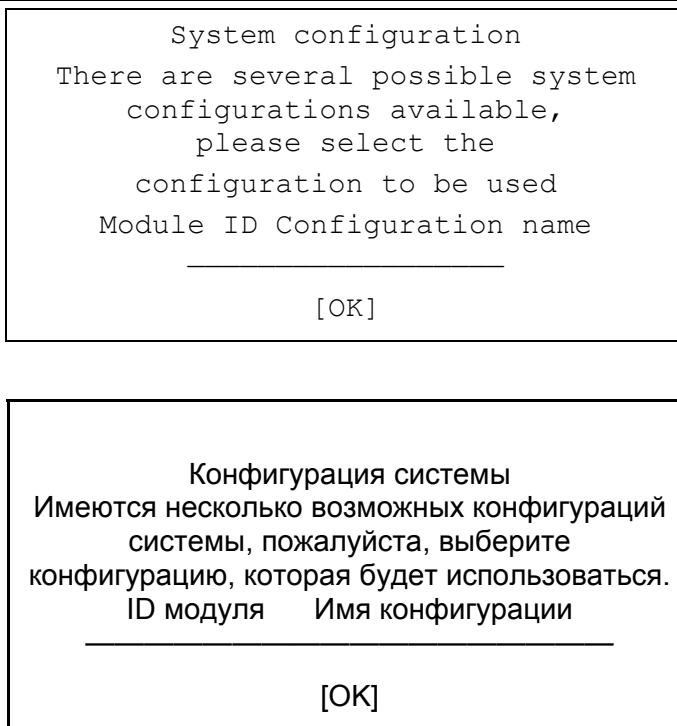 System configuration
There are several possible system
configurations available,
please select the
configuration to be used
Module ID Configuration name
[OK]
Конфигурация системы
Имеются несколько возможных конфигураций
системы, пожалуйста, выберите
конфигурацию, которая будет использоваться.
ID модуля Имя конфигурации
[OK]